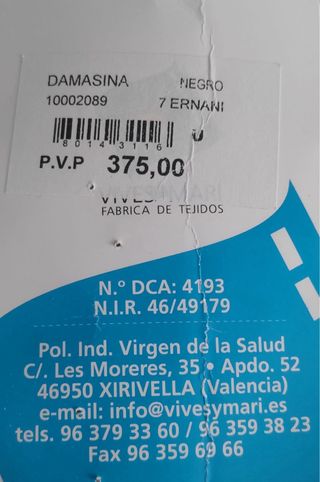 DAMASINA NEGRO
10002089 7 ERNANI
U
80143116
P.V.P 375,00
FABRICA DE TEJIDOS
N.º DCA: 4193
N.I.R. 46/49179
Pol. Ind. Virgen de la Salud
C/. Les Moreres, 35 • Apdo. 52
46950 XIRIVELLA (Valencia)
e-mail: info@vivesymari.es
tels. 96 379 33 60 / 96 359 38 23
Fax 96 359 69 66